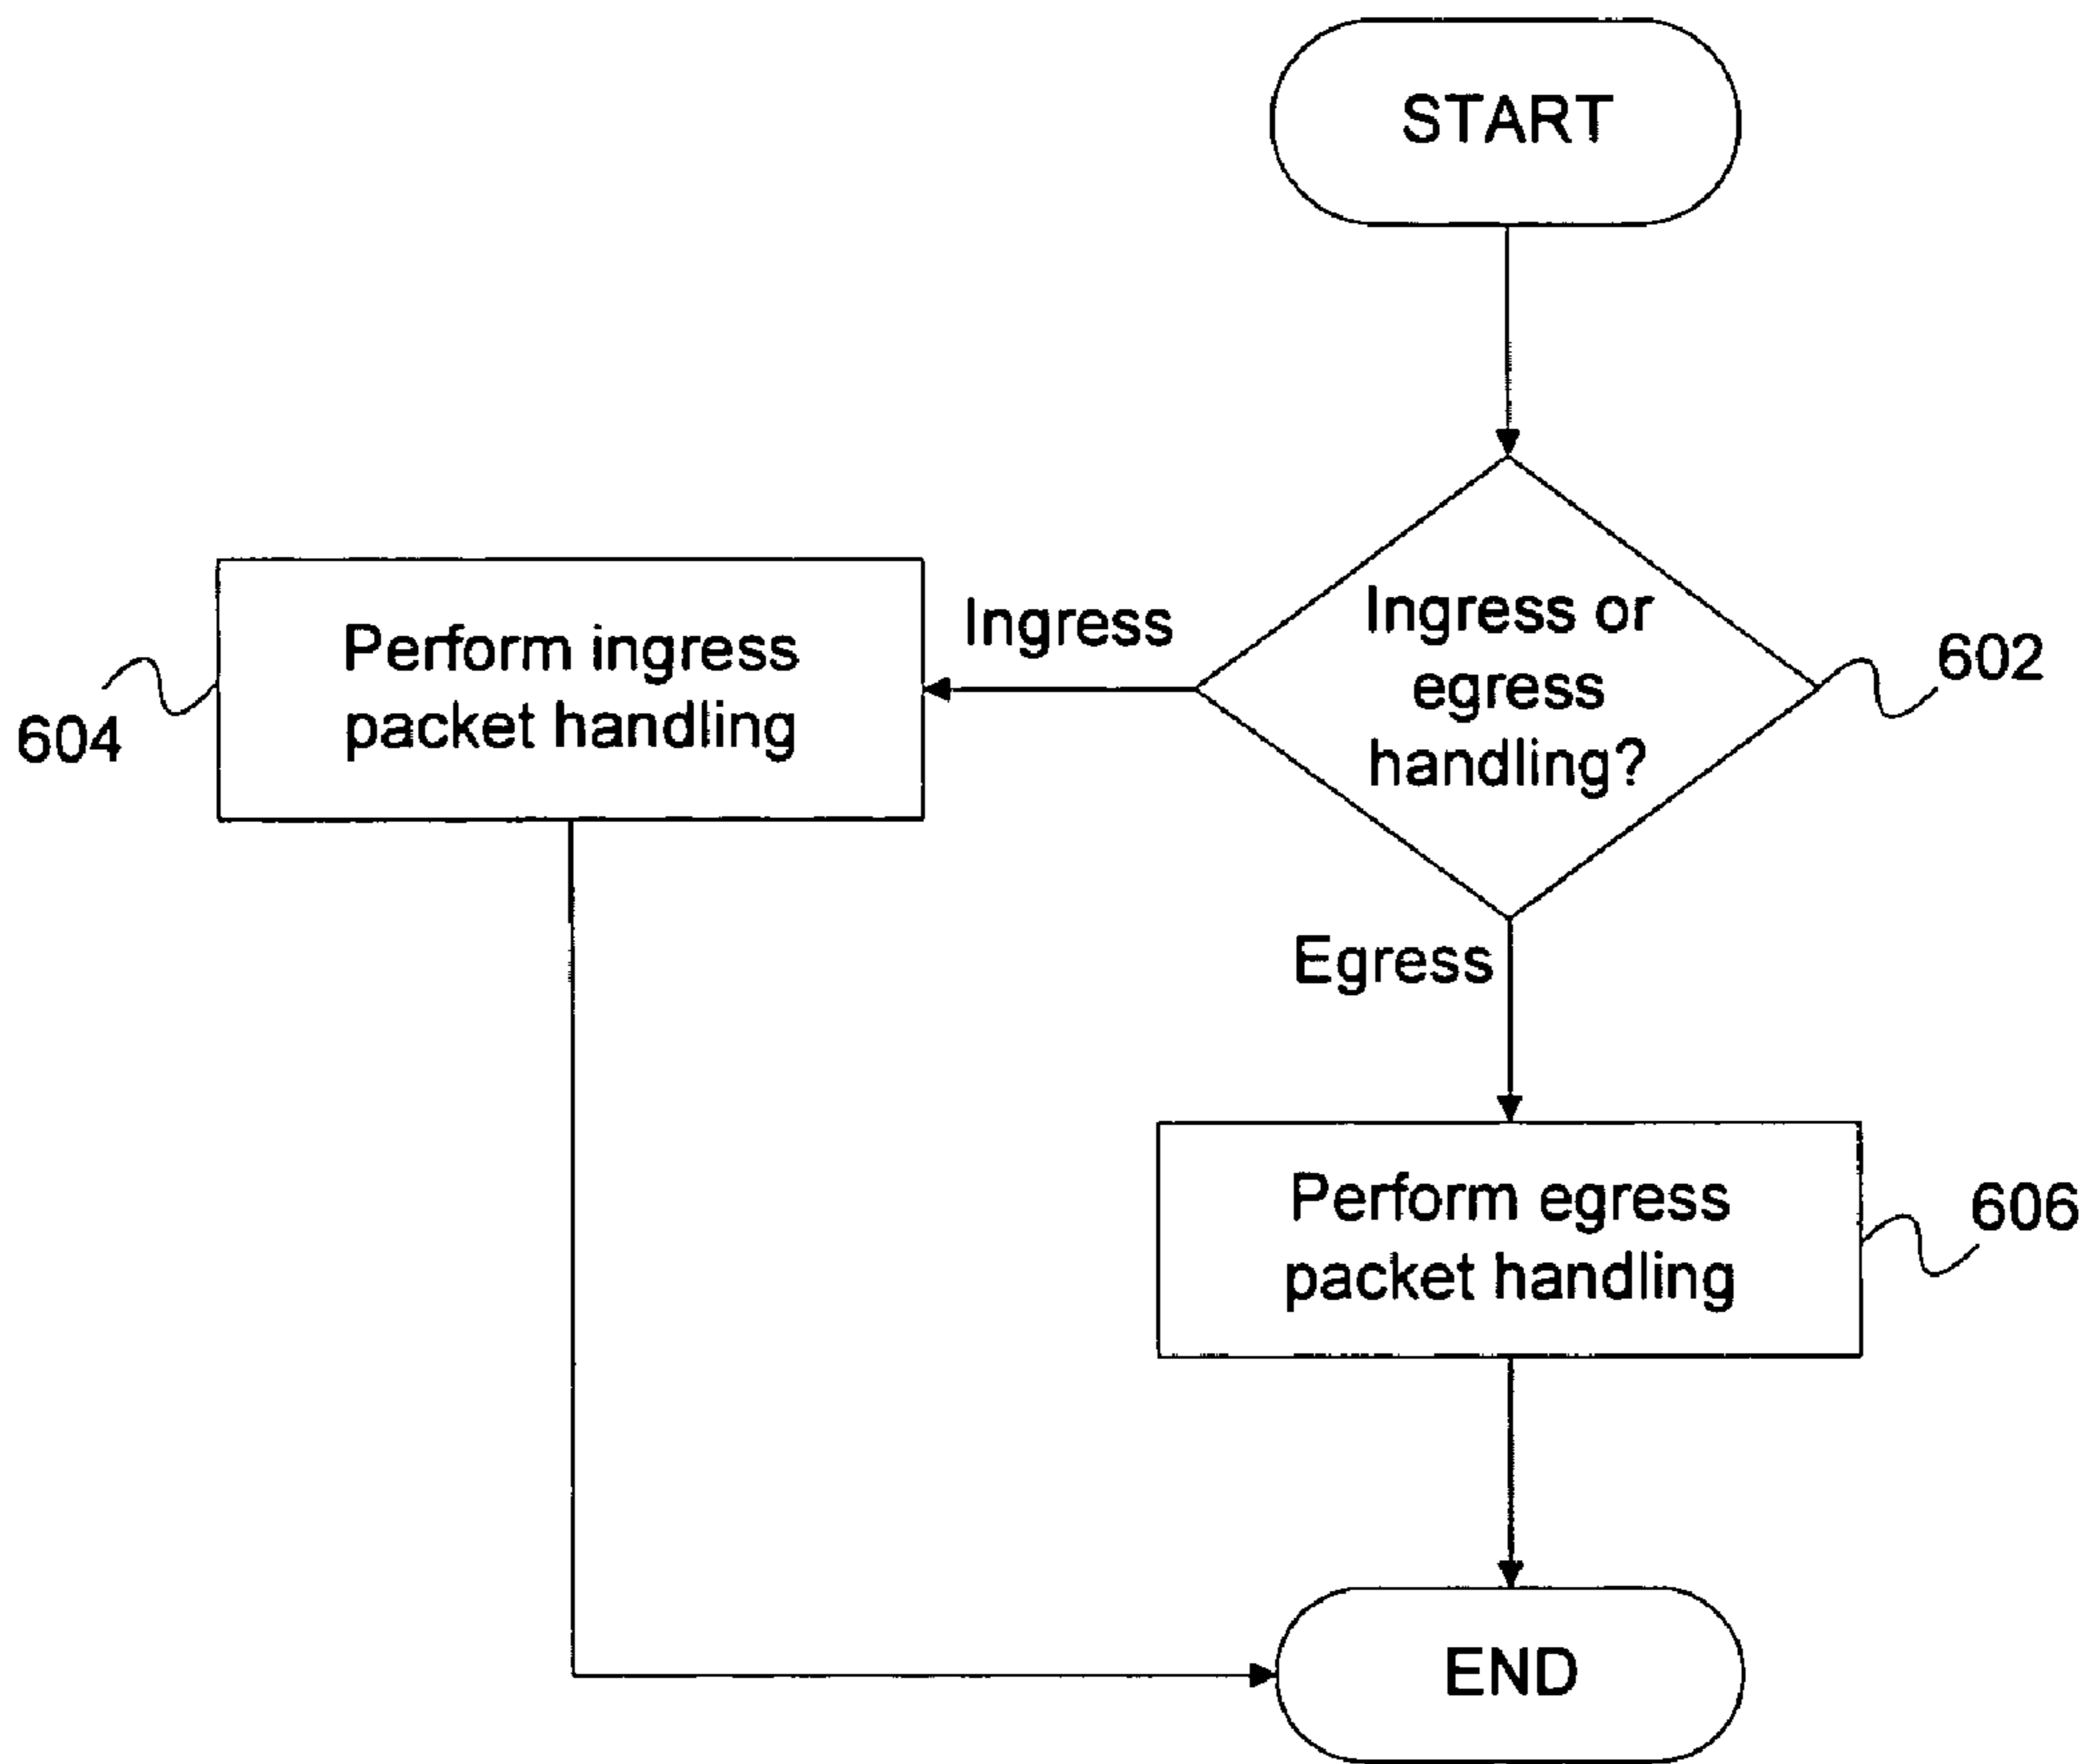 START
Ingress or
egress
handling?
602
Ingress
Perform ingress
packet handling
604
Egress
Perform egress
packet handling
606
END